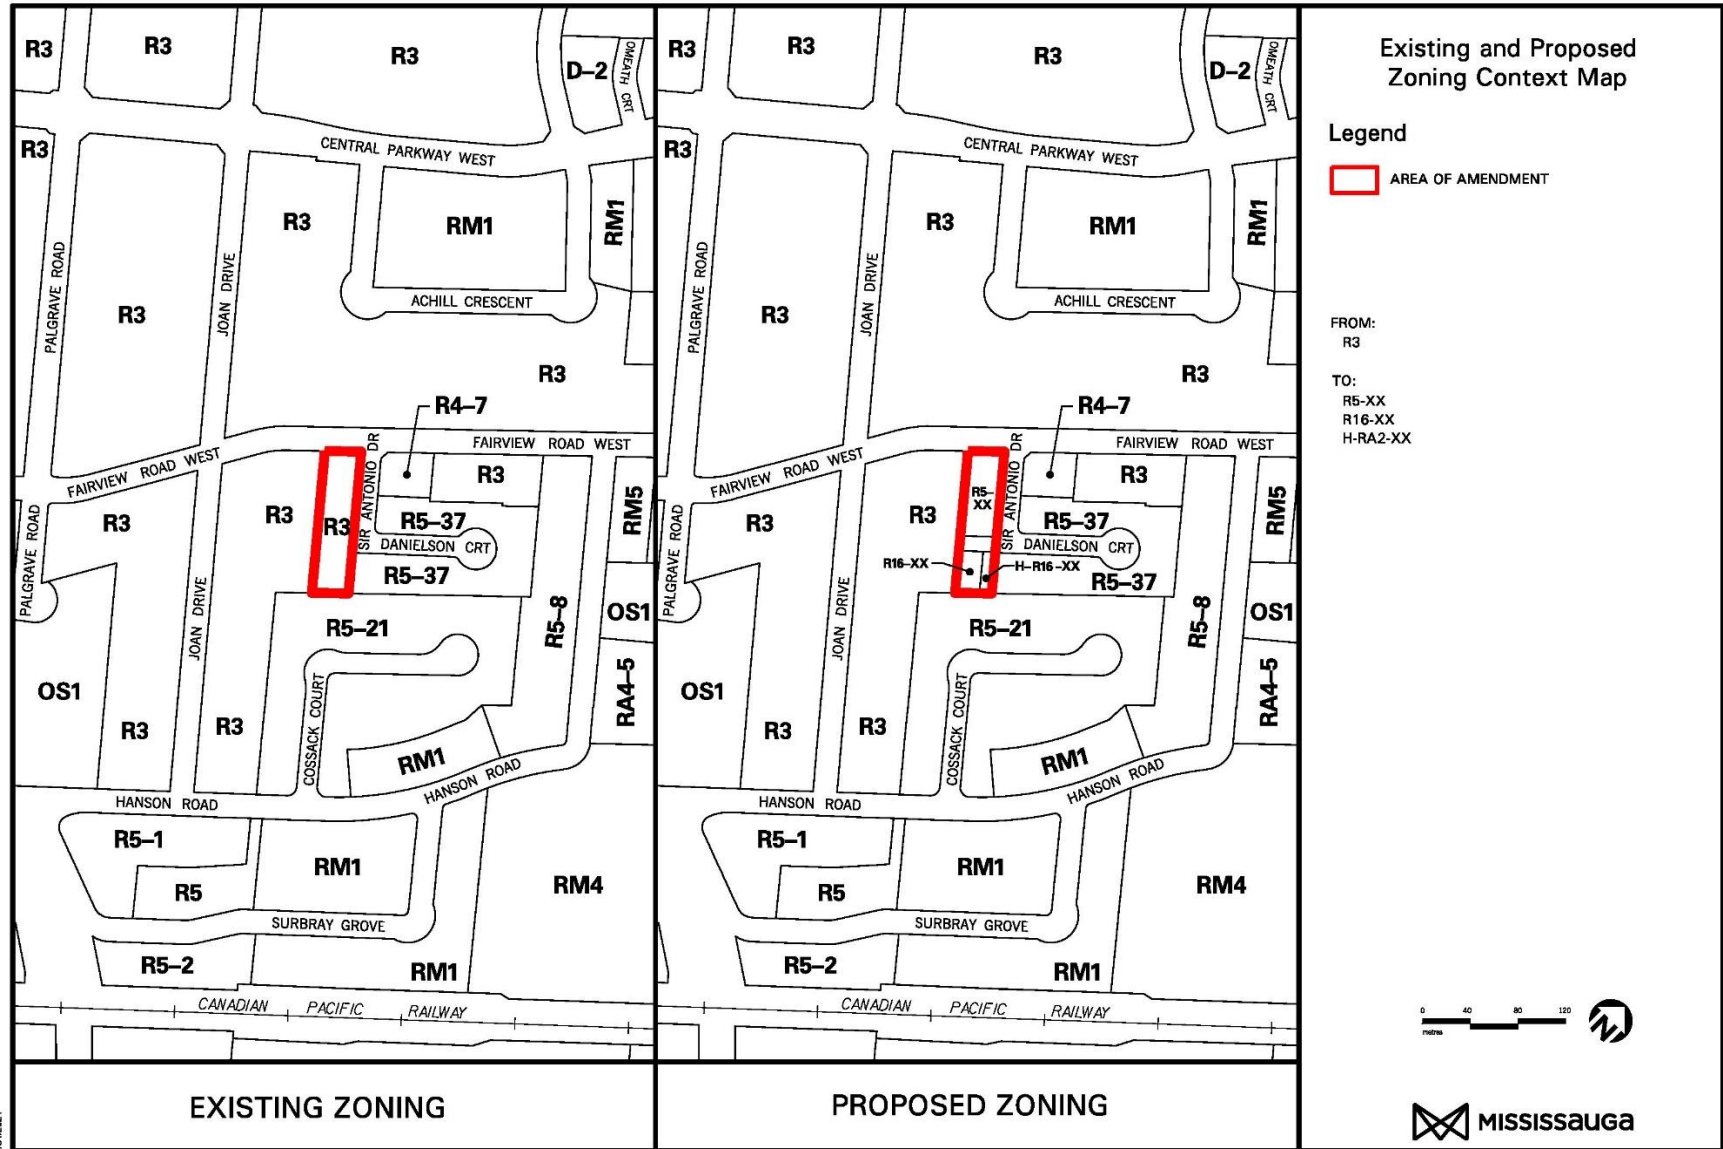 R3
R3
R3
D–2
OMEATH CRT
R3
CENTRAL PARKWAY WEST
R3
RM1
RM1
PALGRAVE ROAD
JOAN DRIVE
ACHILL CRESCENT
R3
R3
R4–7
FAIRVIEW ROAD WEST
FAIRVIEW ROAD WEST
SIR ANTONIO DR
R3
RM5
R3
R3
R3
R5–37
DANIELSON CRT
R5–37
PALGRAVE ROAD
JOAN DRIVE
R5–8
OS1
R5–21
OS1
RA4–5
COSSACK COURT
R3
R3
RM1
HANSON ROAD
HANSON ROAD
R5–1
RM1
R5
RM4
SURBRAY GROVE
R5–2
RM1
CANADIAN PACIFIC RAILWAY
EXISTING ZONING
R3
R3
R3
D–2
OMEATH CRT
R3
CENTRAL PARKWAY WEST
R3
RM1
RM1
PALGRAVE ROAD
JOAN DRIVE
ACHILL CRESCENT
R3
R3
R4–7
FAIRVIEW ROAD WEST
FAIRVIEW ROAD WEST
SIR ANTONIO DR
R3
RM5
R5–
XX
R3
R3
R5–37
DANIELSON CRT
R16–XX
H–R16–XX
R5–37
PALGRAVE ROAD
JOAN DRIVE
R5–8
OS1
R5–21
OS1
RA4–5
COSSACK COURT
R3
R3
RM1
HANSON ROAD
HANSON ROAD
R5–1
RM1
R5
RM4
SURBRAY GROVE
R5–2
RM1
CANADIAN PACIFIC RAILWAY
PROPOSED ZONING
Existing and Proposed
Zoning Context Map
Legend
AREA OF AMENDMENT
FROM:
R3
TO:
R5-XX
R16-XX
H-RA2-XX
0 40 80 120
metres
N
MISSISSAUGA